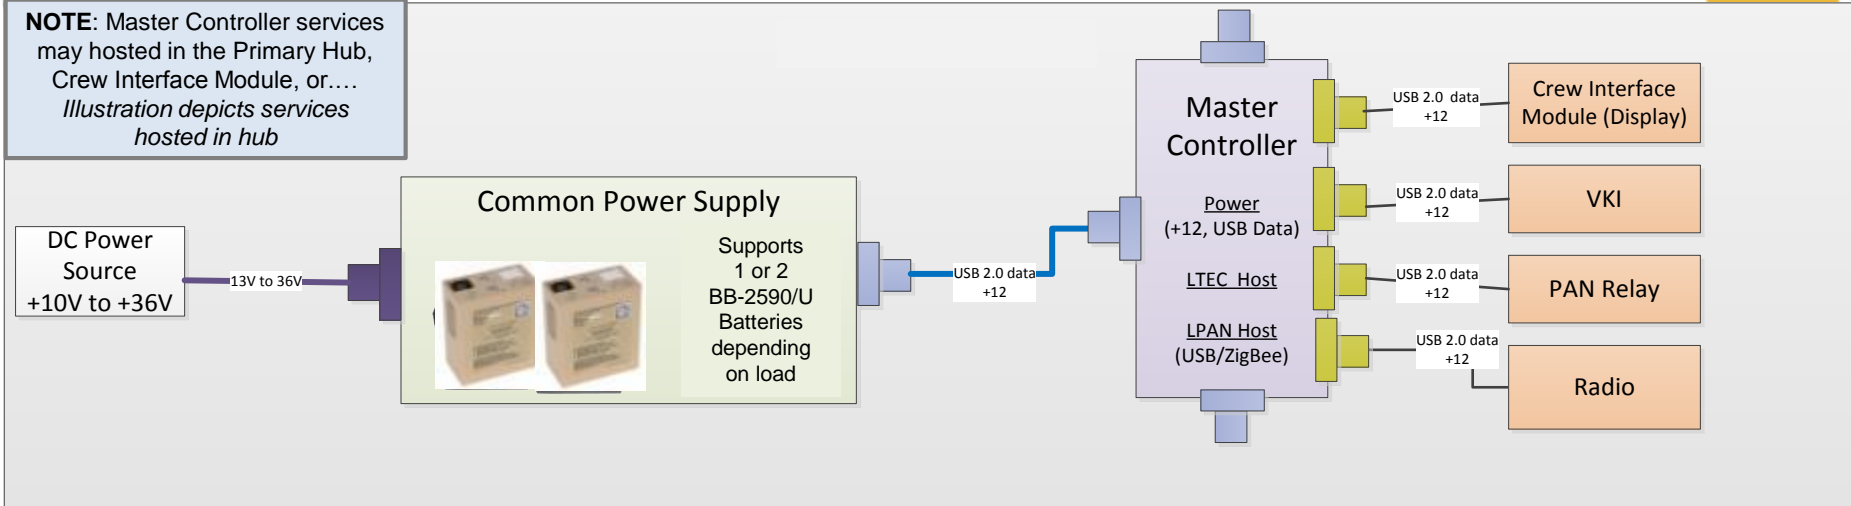 NOTE: Master Controller services
may hosted in the Primary Hub,
Crew Interface Module, or....
Illustration depicts services
hosted in hub
DC Power
Source
+10V to +36V
13V to 36V
Common Power Supply
Supports
1 or 2
BB-2590/U
Batteries
depending
on load
USB 2.0 data
+12
Master
Controller
Power
(+12, USB Data)
LTEC Host
LPAN Host
(USB/ZigBee)
USB 2.0 data
+12
Crew Interface
Module (Display)
USB 2.0 data
+12
VKI
USB 2.0 data
+12
PAN Relay
USB 2.0 data
+12
Radio